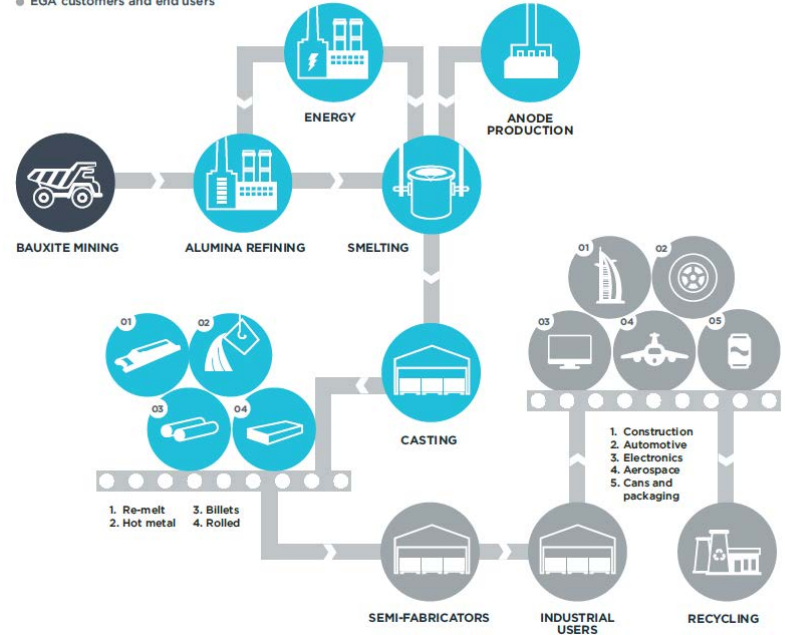 EGA customers and end users
ENERGY
ANODE
PRODUCTION
BAUXITE MINING
ALUMINA REFINING
SMELTING
01
02
03
04
05
01
02
03
04
CASTING
1. Construction
2. Automotive
3. Electronics
4. Aerospace
5. Cans and
packaging
1. Re-melt
2. Hot metal
3. Billets
4. Rolled
SEMI-FABRICATORS
INDUSTRIAL
USERS
RECYCLING